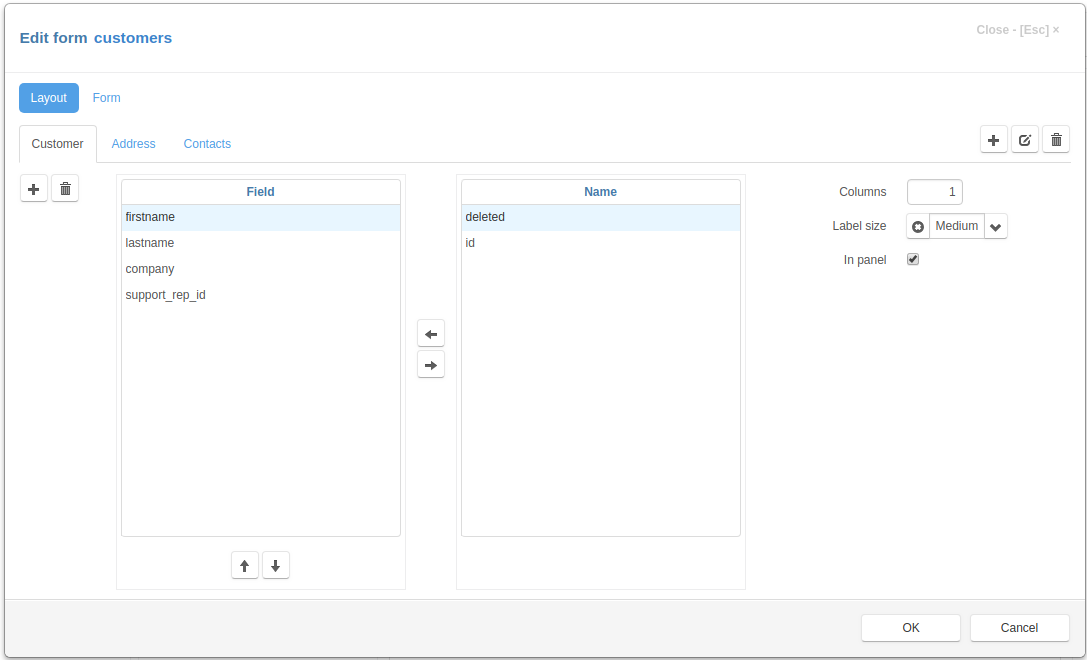 Edit form customers
Close - [Esc] ×
Layout Form
Customer Address Contacts
Field
firstname
lastname
company
support_rep_id
Name
deleted
id
Columns 1
Label size Medium
In panel
OK Cancel